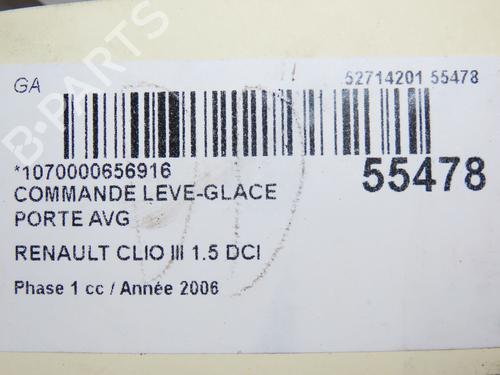 GA
52714201 55478
*1070000656916
55478
COMMANDE LEVE-GLACE
PORTE AVG
RENAULT CLIO III 1.5 DCI
Phase 1 cc / Année 2006
B-PARTS